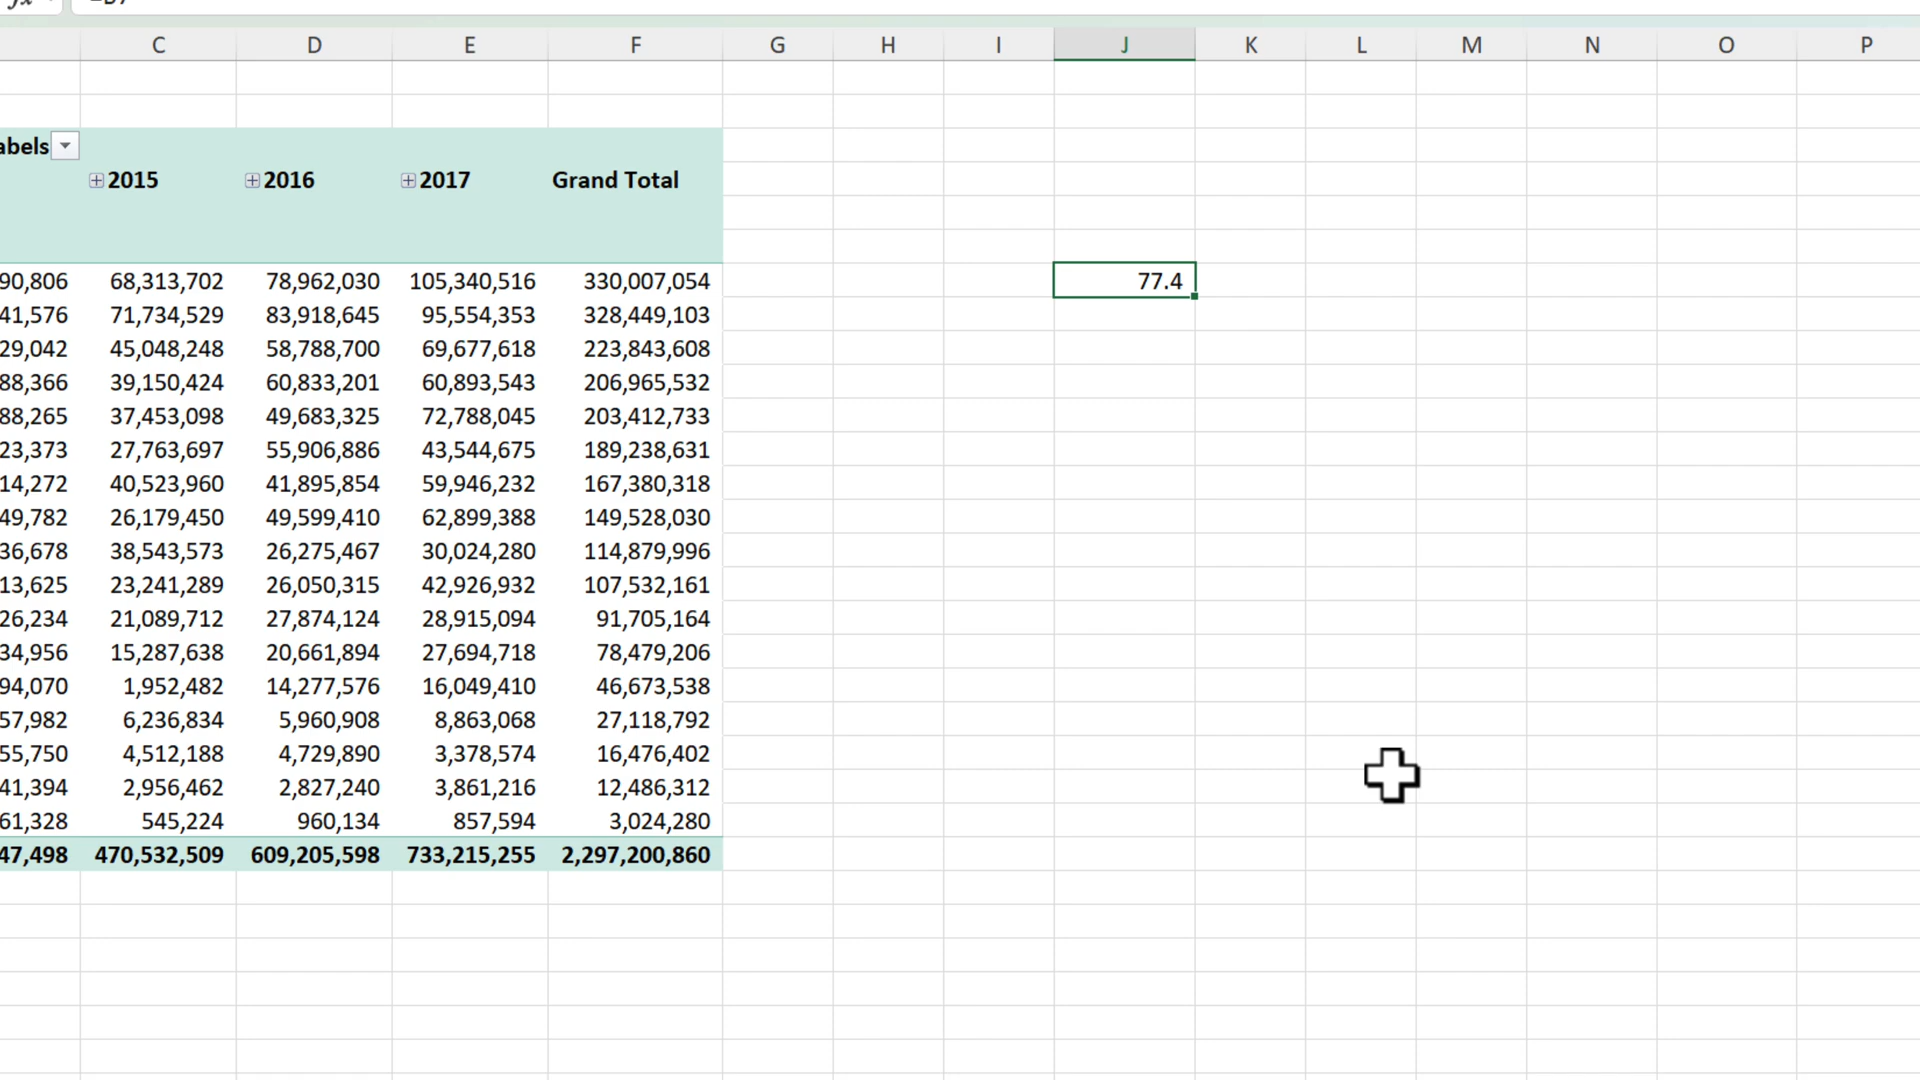 C D E F G H I J K L M N O P
abels
2015 2016 2017 Grand Total
90,806 68,313,702 78,962,030 105,340,516 330,007,054 77.4
41,576 71,734,529 83,918,645 95,554,353 328,449,103
29,042 45,048,248 58,788,700 69,677,618 223,843,608
88,366 39,150,424 60,833,201 60,893,543 206,965,532
88,265 37,453,098 49,683,325 72,788,045 203,412,733
23,373 27,763,697 55,906,886 43,544,675 189,238,631
14,272 40,523,960 41,895,854 59,946,232 167,380,318
49,782 26,179,450 49,599,410 62,899,388 149,528,030
36,678 38,543,573 26,275,467 30,024,280 114,879,996
13,625 23,241,289 26,050,315 42,926,932 107,532,161
26,234 21,089,712 27,874,124 28,915,094 91,705,164
34,956 15,287,638 20,661,894 27,694,718 78,479,206
94,070 1,952,482 14,277,576 16,049,410 46,673,538
57,982 6,236,834 5,960,908 8,863,068 27,118,792
55,750 4,512,188 4,729,890 3,378,574 16,476,402
41,394 2,956,462 2,827,240 3,861,216 12,486,312
61,328 545,224 960,134 857,594 3,024,280
47,498 470,532,509 609,205,598 733,215,255 2,297,200,860